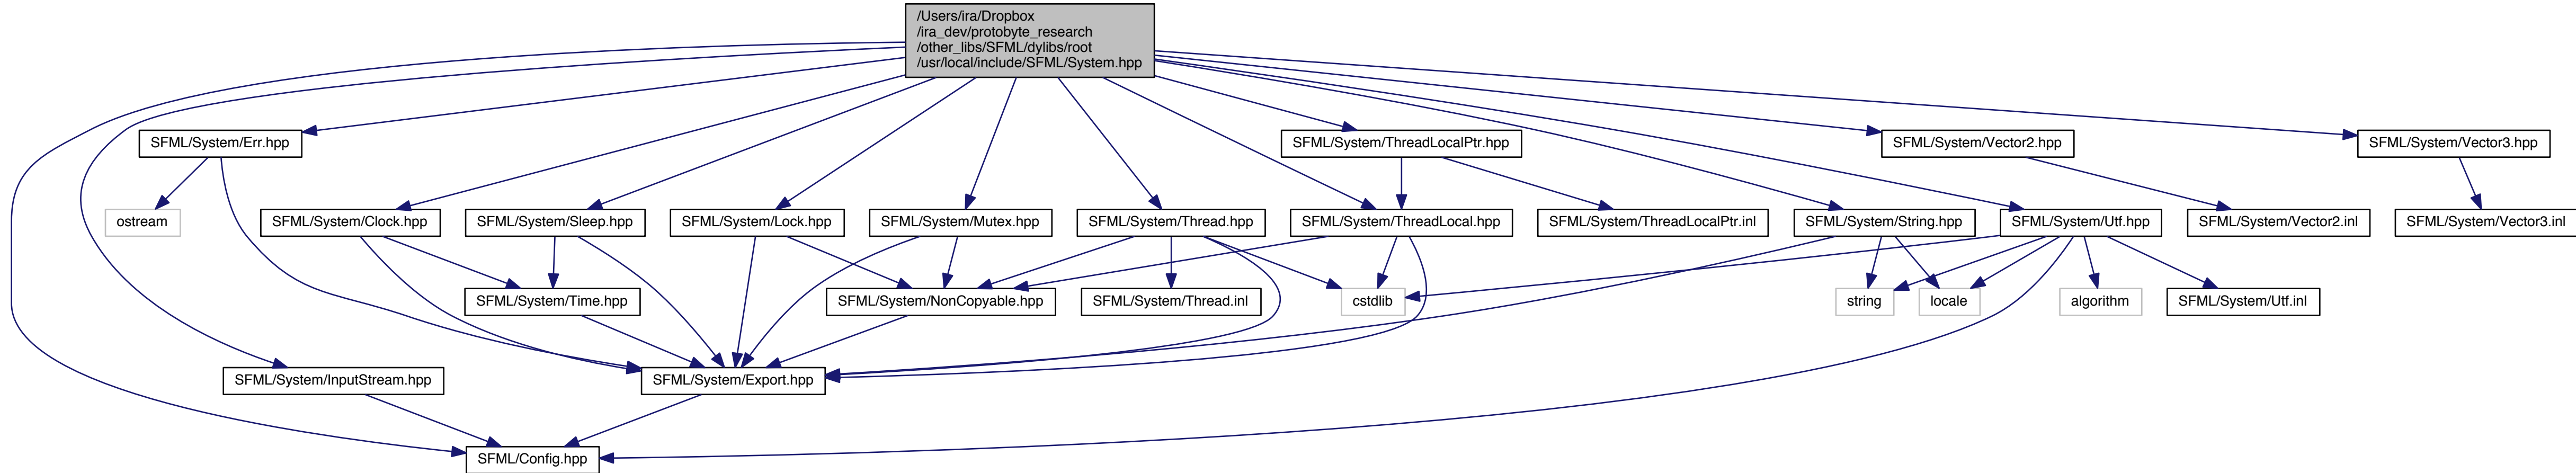 /Users/ira/Dropbox
/ira_dev/protobyte_research
/other_libs/SFML/dylibs/root
/usr/local/include/SFML/System.hpp
SFML/System/Err.hpp
SFML/System/ThreadLocalPtr.hpp
SFML/System/Vector2.hpp
SFML/System/Vector3.hpp
ostream
SFML/System/Clock.hpp
SFML/System/Sleep.hpp
SFML/System/Lock.hpp
SFML/System/Mutex.hpp
SFML/System/Thread.hpp
SFML/System/ThreadLocal.hpp
SFML/System/ThreadLocalPtr.inl
SFML/System/String.hpp
SFML/System/Utf.hpp
SFML/System/Vector2.inl
SFML/System/Vector3.inl
SFML/System/Time.hpp
SFML/System/NonCopyable.hpp
SFML/System/Thread.inl
cstdlib
string
locale
algorithm
SFML/System/Utf.inl
SFML/System/InputStream.hpp
SFML/System/Export.hpp
SFML/Config.hpp